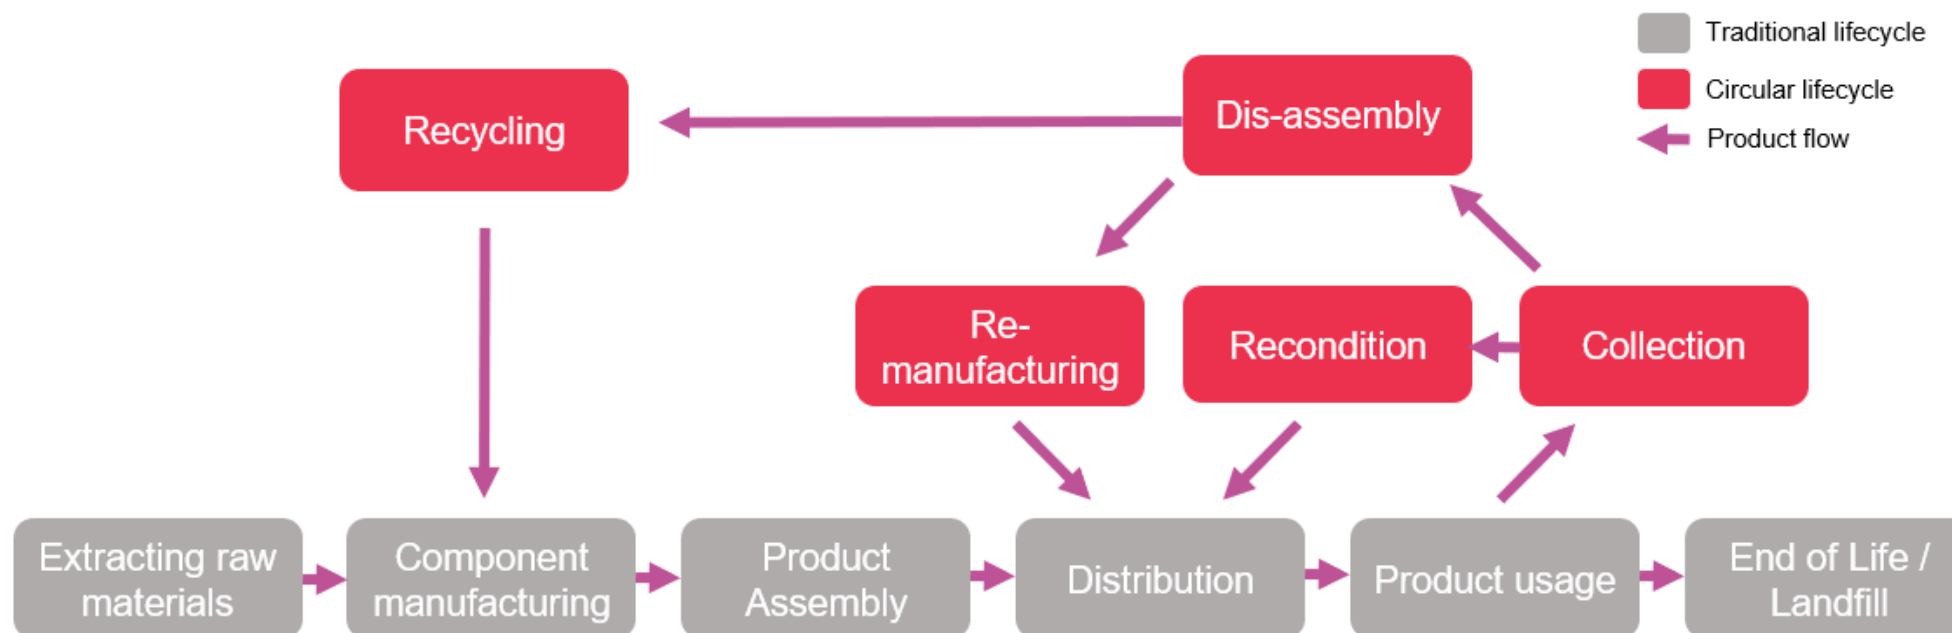 Traditional lifecycle
Circular lifecycle
Product flow
Recycling
Dis-assembly
Re-
manufacturing
Recondition
Collection
Extracting raw
materials
Component
manufacturing
Product
Assembly
Distribution
Product usage
End of Life /
Landfill